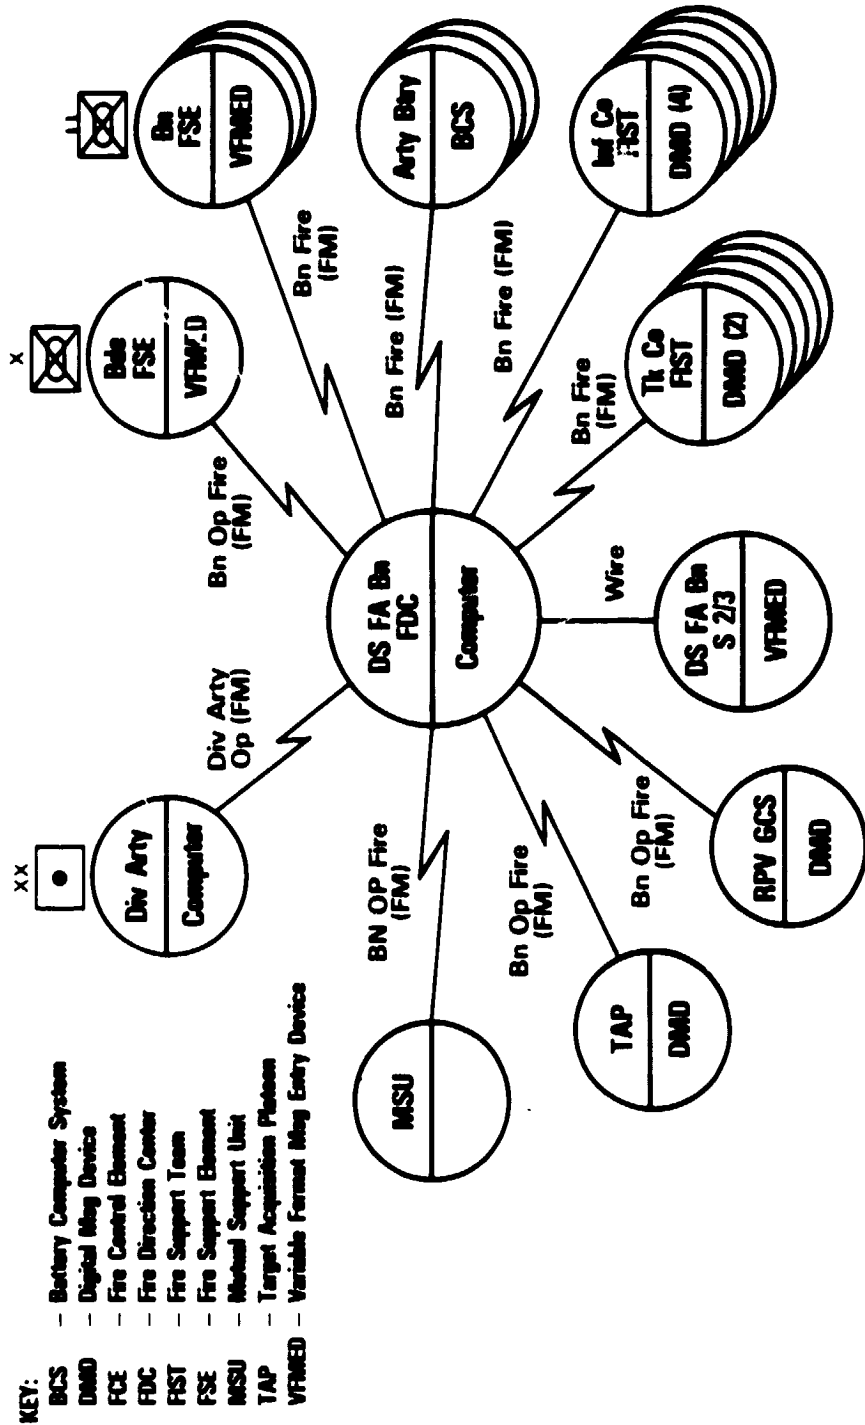 KEY:
BCS – Battery Computer System
DMD – Digital Msg Device
FCE – Fire Control Element
FDC – Fire Direction Center
FIST – Fire Support Team
FSE – Fire Support Element
MSU – Mutual Support Unit
TAP – Target Acquisition Platoon
VFMED – Variable Format Msg Entry Device
XX
Div Arty
Computer
Div Arty
Op (FM)
X
Bde
FSE
VFMED
Bn Op Fire
(FM)
Bn
FSE
VFMED
Bn Fire
(FM)
Arty Btry
BCS
Bn Fire (FM)
Inf Co
FIST
DMD (4)
Bn Fire (FM)
Tk Co
FIST
DMD (2)
Bn Fire
(FM)
DS FA Bn
FDC
Computer
Wire
DS FA Bn
S 2/3
VFMED
RPV GCS
DMD
Bn Op Fire
(FM)
TAP
DMD
Bn Op Fire
(FM)
MSU
BN OP Fire
(FM)